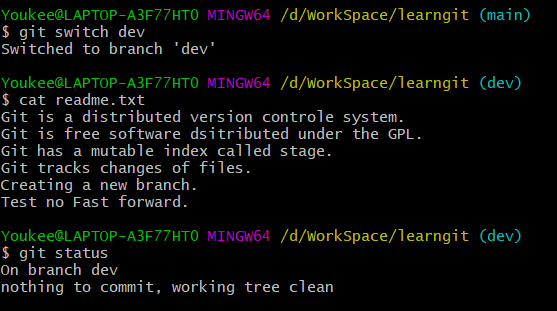 Youkee@LAPTOP-A3F77HT0 MINGW64 /d/WorkSpace/learngit (main)
$ git switch dev
Switched to branch 'dev'
Youkee@LAPTOP-A3F77HT0 MINGW64 /d/WorkSpace/learngit (dev)
$ cat readme.txt
Git is a distributed version controle system.
Git is free software dsitributed under the GPL.
Git has a mutable index called stage.
Git tracks changes of files.
Creating a new branch.
Test no Fast forward.
Youkee@LAPTOP-A3F77HT0 MINGW64 /d/WorkSpace/learngit (dev)
$ git status
On branch dev
nothing to commit, working tree clean